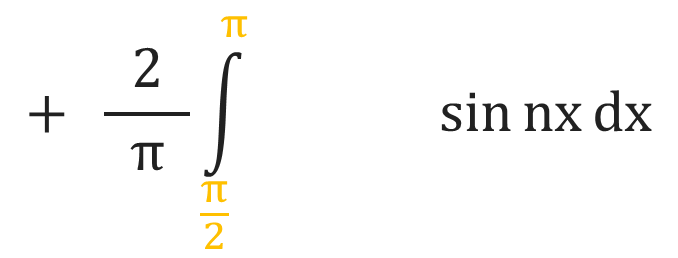 + 2/π ∫_{π/2}^{π} sin nx dx